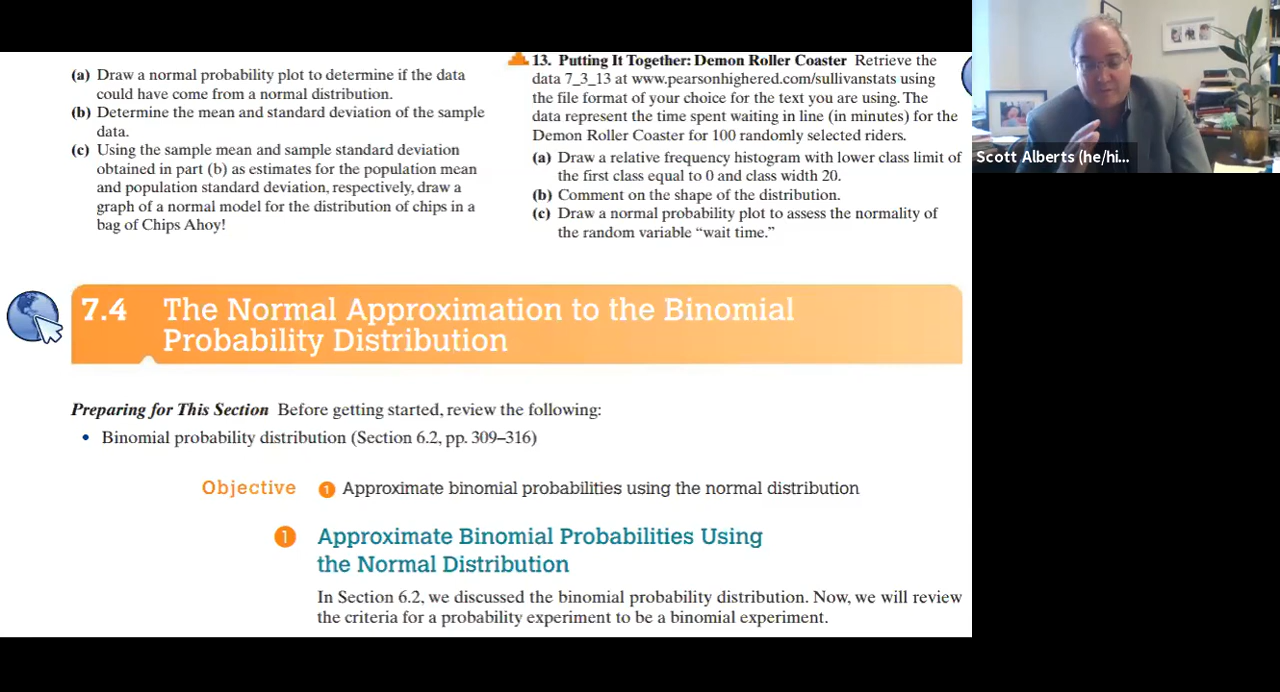 (a) Draw a normal probability plot to determine if the data
could have come from a normal distribution.
(b) Determine the mean and standard deviation of the sample
data.
(c) Using the sample mean and sample standard deviation
obtained in part (b) as estimates for the population mean
and population standard deviation, respectively, draw a
graph of a normal model for the distribution of chips in a
bag of Chips Ahoy!
13. Putting It Together: Demon Roller Coaster Retrieve the
data 7_3_13 at www.pearsonhighered.com/sullivanstats using
the file format of your choice for the text you are using. The
data represent the time spent waiting in line (in minutes) for the
Demon Roller Coaster for 100 randomly selected riders.
(a) Draw a relative frequency histogram with lower class limit of
the first class equal to 0 and class width 20.
(b) Comment on the shape of the distribution.
(c) Draw a normal probability plot to assess the normality of
the random variable “wait time.”
Scott Alberts (he/hi...
7.4 The Normal Approximation to the Binomial
Probability Distribution
Preparing for This Section Before getting started, review the following:
• Binomial probability distribution (Section 6.2, pp. 309–316)
Objective 1 Approximate binomial probabilities using the normal distribution
1 Approximate Binomial Probabilities Using
the Normal Distribution
In Section 6.2, we discussed the binomial probability distribution. Now, we will review
the criteria for a probability experiment to be a binomial experiment.